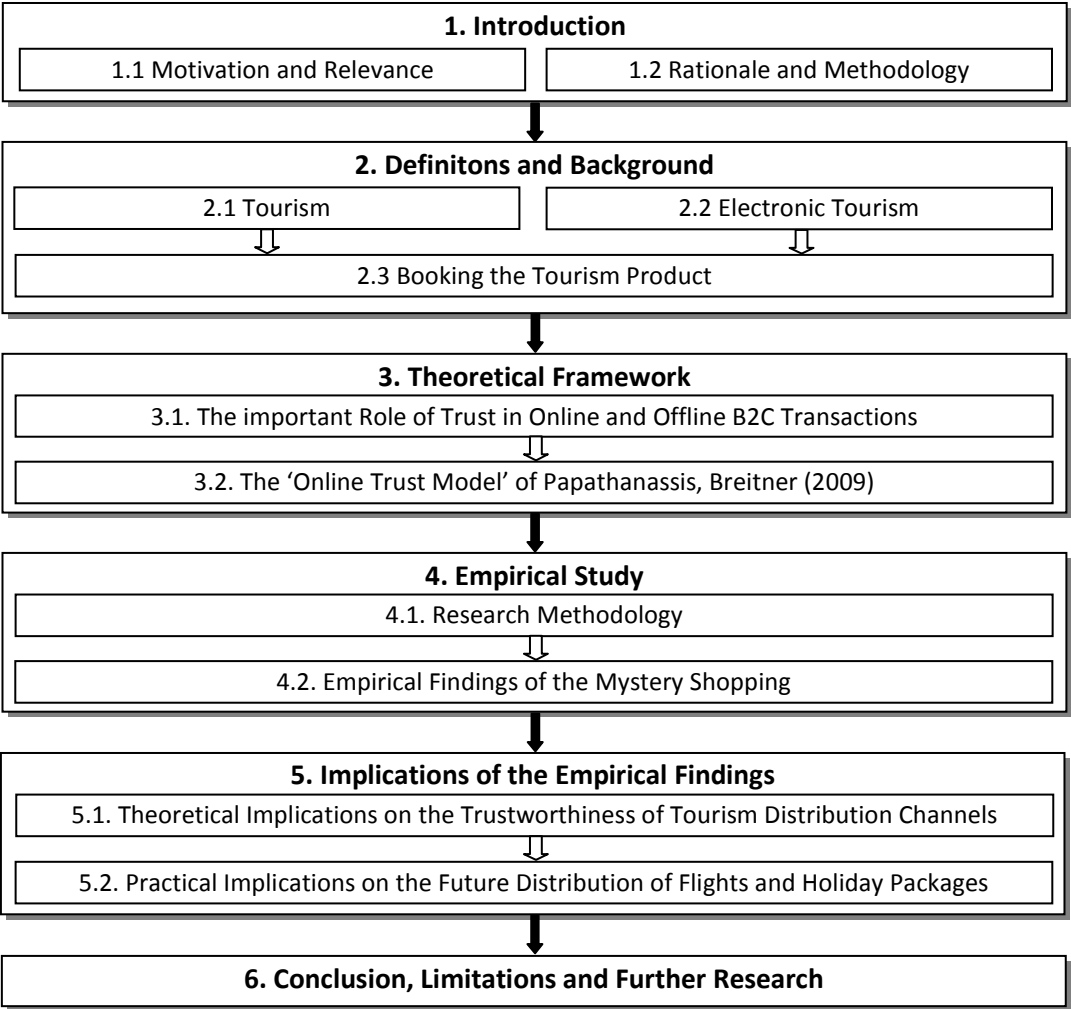 1. Introduction
1.1 Motivation and Relevance
1.2 Rationale and Methodology
2. Definitons and Background
2.1 Tourism
2.2 Electronic Tourism
2.3 Booking the Tourism Product
3. Theoretical Framework
3.1. The important Role of Trust in Online and Offline B2C Transactions
3.2. The ‘Online Trust Model’ of Papathanassis, Breitner (2009)
4. Empirical Study
4.1. Research Methodology
4.2. Empirical Findings of the Mystery Shopping
5. Implications of the Empirical Findings
5.1. Theoretical Implications on the Trustworthiness of Tourism Distribution Channels
5.2. Practical Implications on the Future Distribution of Flights and Holiday Packages
6. Conclusion, Limitations and Further Research